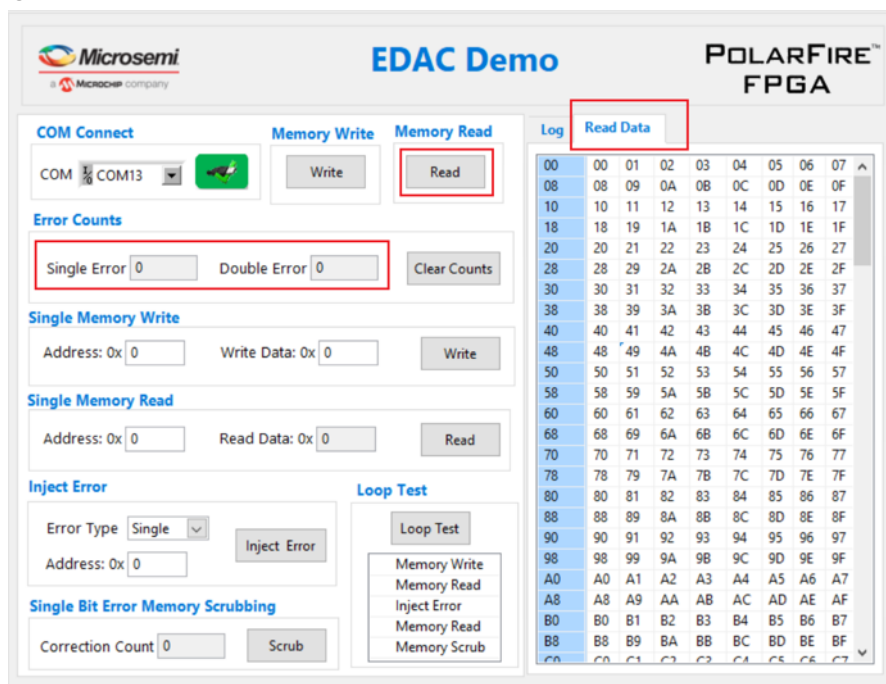 Microsemi
a MICROCHIP company
EDAC Demo
POLARFIRE™
FPGA
COM Connect
COM I/O COM13
Memory Write
Write
Memory Read
Read
Error Counts
Single Error 0 Double Error 0 Clear Counts
Single Memory Write
Address: 0x 0 Write Data: 0x 0 Write
Single Memory Read
Address: 0x 0 Read Data: 0x 0 Read
Inject Error
Error Type Single
Address: 0x 0
Inject Error
Loop Test
Loop Test
Memory Write
Memory Read
Inject Error
Memory Read
Memory Scrub
Single Bit Error Memory Scrubbing
Correction Count 0 Scrub
Log Read Data
00 00 01 02 03 04 05 06 07
08 08 09 0A 0B 0C 0D 0E 0F
10 10 11 12 13 14 15 16 17
18 18 19 1A 1B 1C 1D 1E 1F
20 20 21 22 23 24 25 26 27
28 28 29 2A 2B 2C 2D 2E 2F
30 30 31 32 33 34 35 36 37
38 38 39 3A 3B 3C 3D 3E 3F
40 40 41 42 43 44 45 46 47
48 48 49 4A 4B 4C 4D 4E 4F
50 50 51 52 53 54 55 56 57
58 58 59 5A 5B 5C 5D 5E 5F
60 60 61 62 63 64 65 66 67
68 68 69 6A 6B 6C 6D 6E 6F
70 70 71 72 73 74 75 76 77
78 78 79 7A 7B 7C 7D 7E 7F
80 80 81 82 83 84 85 86 87
88 88 89 8A 8B 8C 8D 8E 8F
90 90 91 92 93 94 95 96 97
98 98 99 9A 9B 9C 9D 9E 9F
A0 A0 A1 A2 A3 A4 A5 A6 A7
A8 A8 A9 AA AB AC AD AE AF
B0 B0 B1 B2 B3 B4 B5 B6 B7
B8 B8 B9 BA BB BC BD BE BF
C0 C0 C1 C2 C3 C4 C5 C6 C7